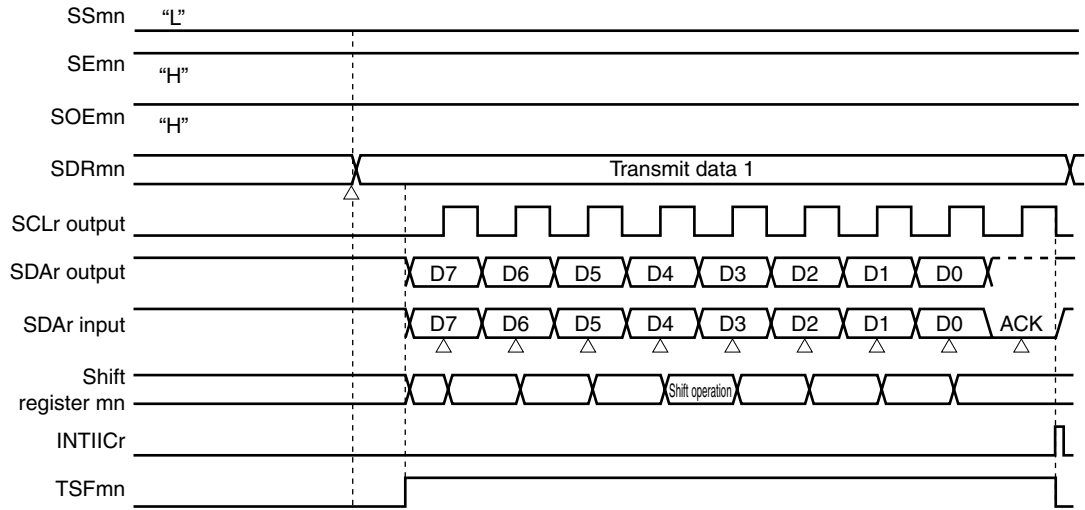 SSmn “L”
SEmn
“H”
SOEmn
“H”
SDRmn Transmit data 1
SCLr output
SDAr output D7 D6 D5 D4 D3 D2 D1 D0
SDAr input D7 D6 D5 D4 D3 D2 D1 D0 ACK
Shift
register mn Shift operation
INTIICr
TSFmn